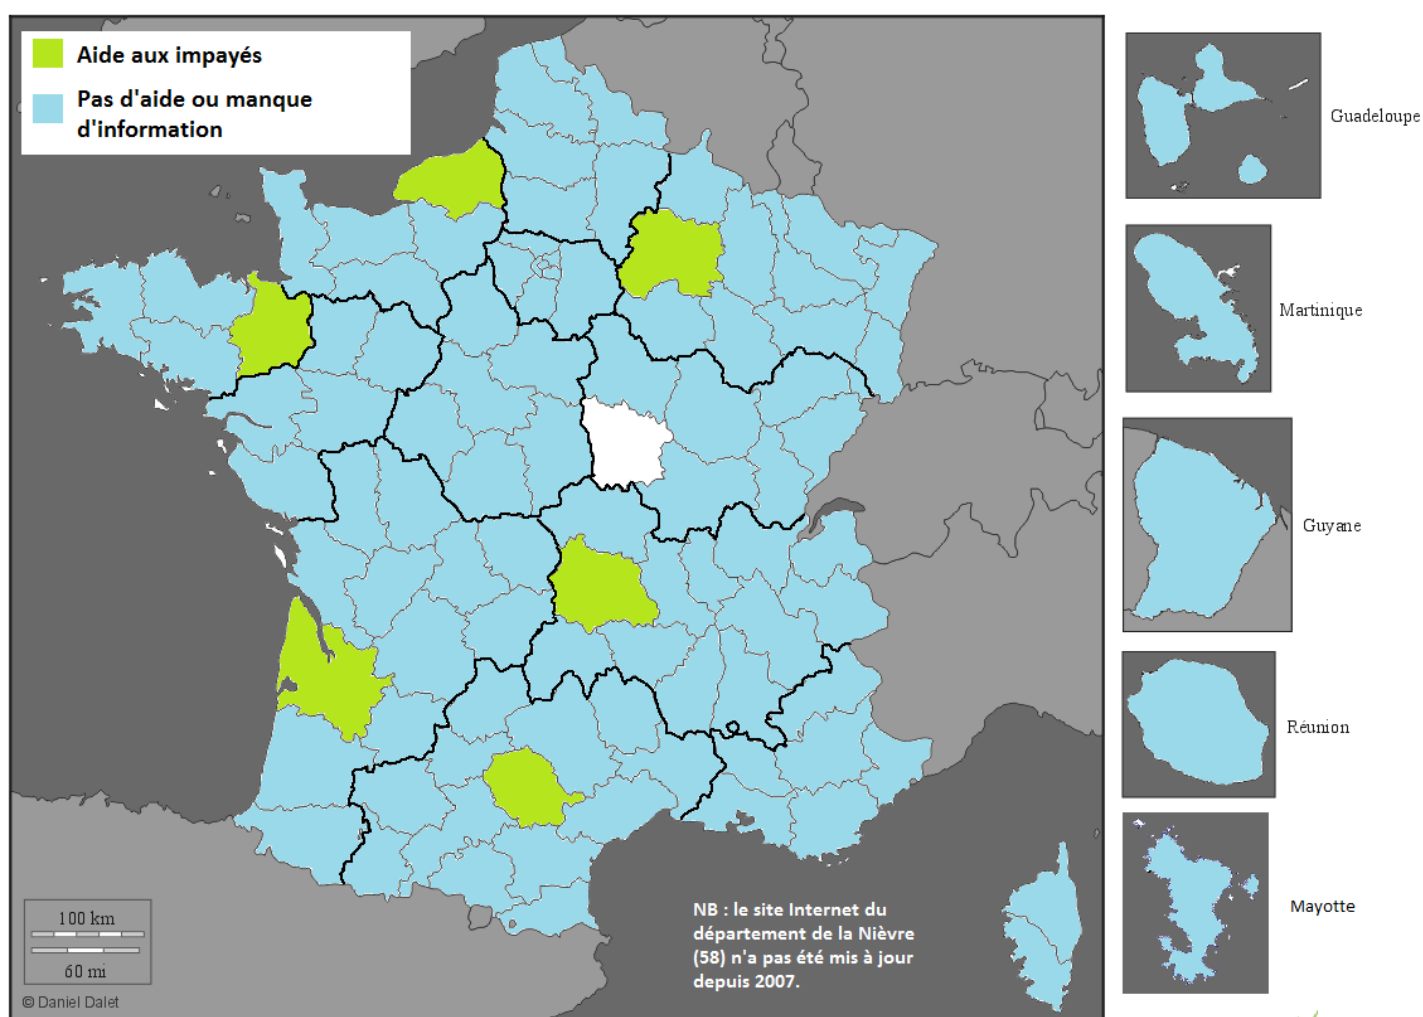 Aide aux impayés
Pas d'aide ou manque
d'information
Guadeloupe
Martinique
Guyane
Réunion
Mayotte
NB : le site Internet du
département de la Nièvre
(58) n'a pas été mis à jour
depuis 2007.
100 km
60 mi
© Daniel Dalet